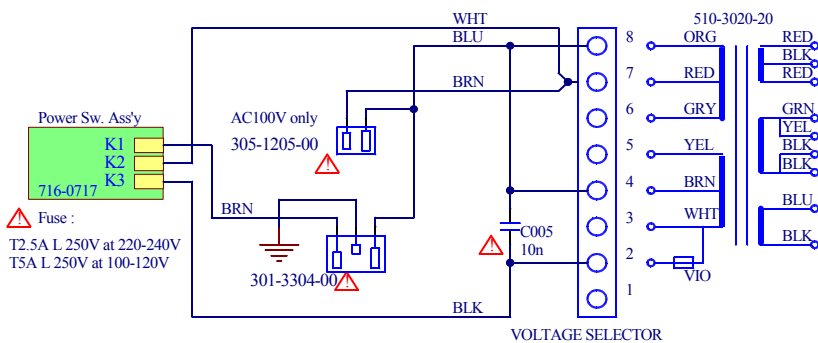 WHT
510-3020-20
BLU
8
ORG
RED
BLK
BRN
7
RED
RED
Power Sw. Ass'y
AC100V only
6
GRY
GRN
K1
305-1205-00
YEL
K2
5
YEL
BLK
K3
BLK
716-0717
4
BRN
Fuse :
BRN
BLU
3
WHT
T2.5A L 250V at 220-240V
C005
BLK
T5A L 250V at 100-120V
10n
2
301-3304-00
VIO
1
BLK
VOLTAGE SELECTOR